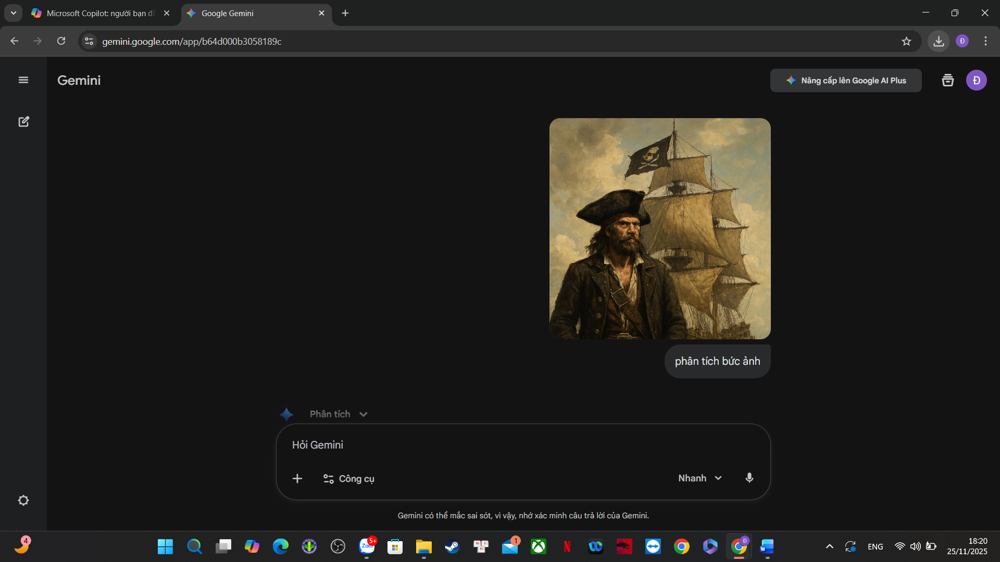 Microsoft Copilot: người bạn đồ
Google Gemini
gemini.google.com/app/b64d000b3058189c
Đ
Gemini
Nâng cấp lên Google AI Plus
Đ
phân tích bức ảnh
Phân tích
Hỏi Gemini
Công cụ
Nhanh
Gemini có thể mắc sai sót, vì vậy, nhớ xác minh câu trả lời của Gemini.
4
Zalo
5+
1
N
Đ
W
ENG
18:20
25/11/2025